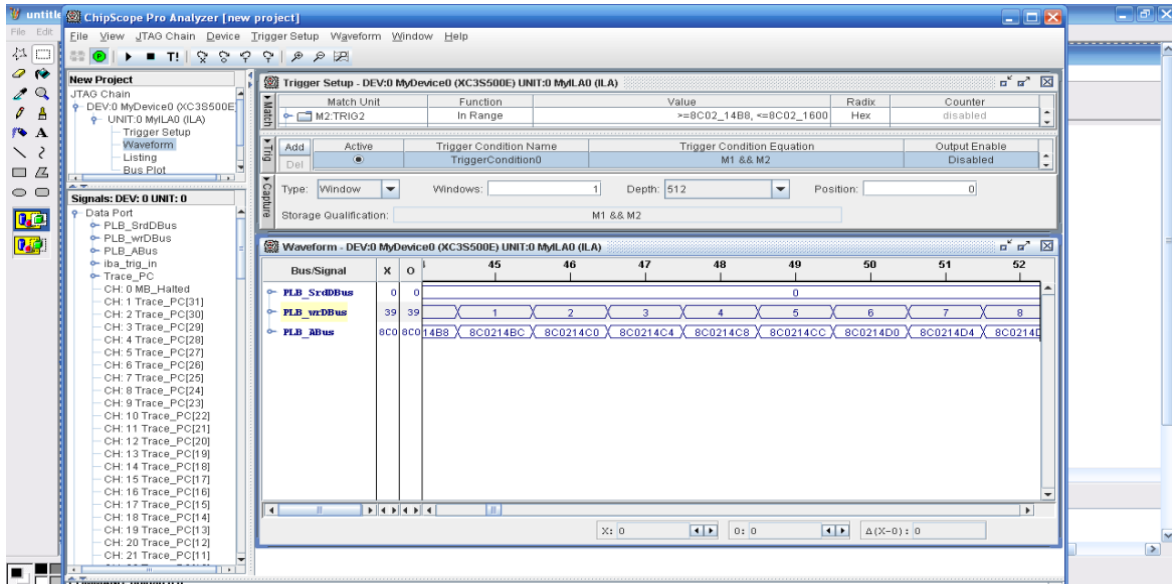 untitle
ChipScope Pro Analyzer [new project]
File Edit
File View JTAG Chain Device Trigger Setup Waveform Window Help
T!
New Project
JTAG Chain
DEV:0 MyDevice0 (XC3S500E
UNIT:0 MyILA0 (ILA)
Trigger Setup
Waveform
Listing
Bus Plot
Signals: DEV: 0 UNIT: 0
Data Port
PLB_SrdDBus
PLB_wrDBus
PLB_ABus
iba_trig_in
Trace_PC
CH: 0 MB_Halted
CH: 1 Trace_PC[31]
CH: 2 Trace_PC[30]
CH: 3 Trace_PC[29]
CH: 4 Trace_PC[28]
CH: 5 Trace_PC[27]
CH: 6 Trace_PC[26]
CH: 7 Trace_PC[25]
CH: 8 Trace_PC[24]
CH: 9 Trace_PC[23]
CH: 10 Trace_PC[22]
CH: 11 Trace_PC[21]
CH: 12 Trace_PC[20]
CH: 13 Trace_PC[19]
CH: 14 Trace_PC[18]
CH: 15 Trace_PC[17]
CH: 16 Trace_PC[16]
CH: 17 Trace_PC[15]
CH: 18 Trace_PC[14]
CH: 19 Trace_PC[13]
CH: 20 Trace_PC[12]
CH: 21 Trace_PC[11]
Trigger Setup - DEV:0 MyDevice0 (XC3S500E) UNIT:0 MyILA0 (ILA)
Match
Match Unit Function Value Radix Counter
M2:TRIG2 In Range >=8C02_14B8, <=8C02_1600 Hex disabled
Trig
Add Active Trigger Condition Name Trigger Condition Equation Output Enable
Del TriggerCondition0 M1 && M2 Disabled
Capture
Type: Window Windows: 1 Depth: 512 Position: 0
Storage Qualification: M1 && M2
Waveform - DEV:0 MyDevice0 (XC3S500E) UNIT:0 MyILA0 (ILA)
Bus/Signal X O 45 46 47 48 49 50 51 52
PLB_SrdDBus 0 0 0
PLB_wrDBus 39 39 1 2 3 4 5 6 7 8
PLB_ABus 8C0 8C0 14B8 8C0214BC 8C0214C0 8C0214C4 8C0214C8 8C0214CC 8C0214D0 8C0214D4 8C0214D
X: 0 O: 0 Δ(X-O): 0